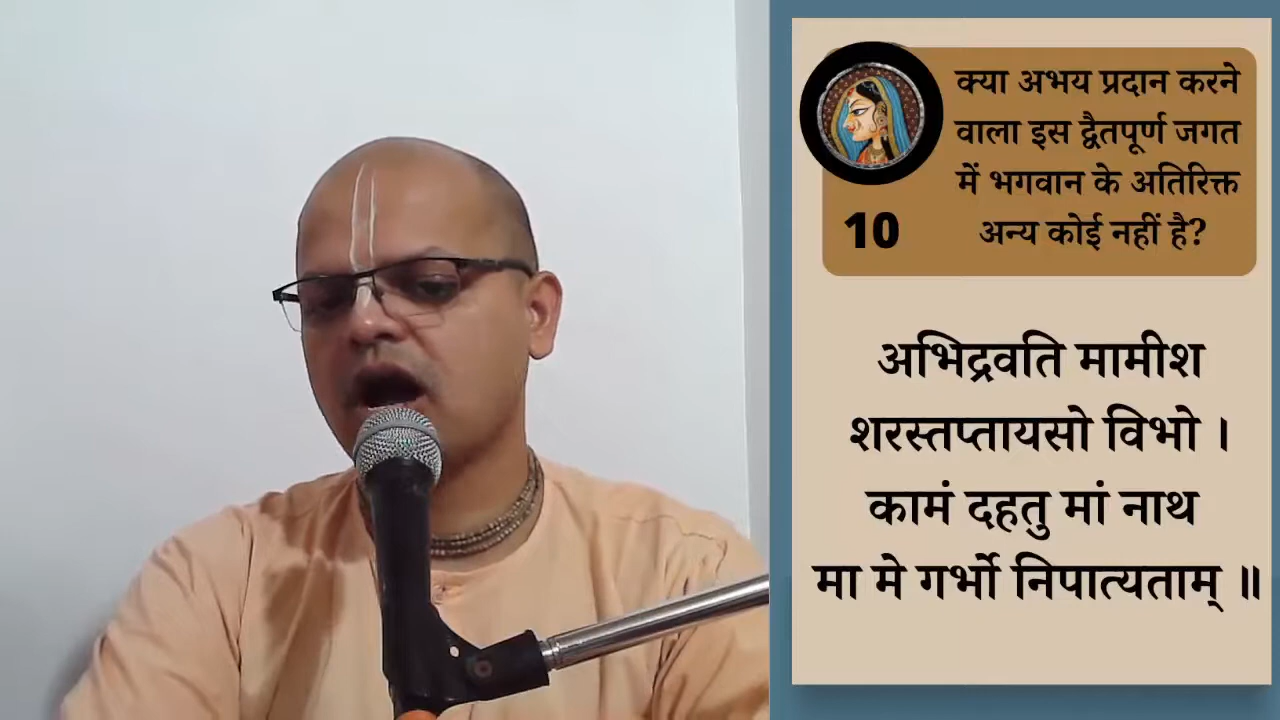 क्या अभय प्रदान करने
वाला इस द्वैतपूर्ण जगत
में भगवान के अतिरिक्त
अन्य कोई नहीं है?
10
अभिद्रवति मामीश
शरस्तप्तायसो विभो ।
कामं दहतु मां नाथ
मा मे गर्भो निपात्यताम् ॥